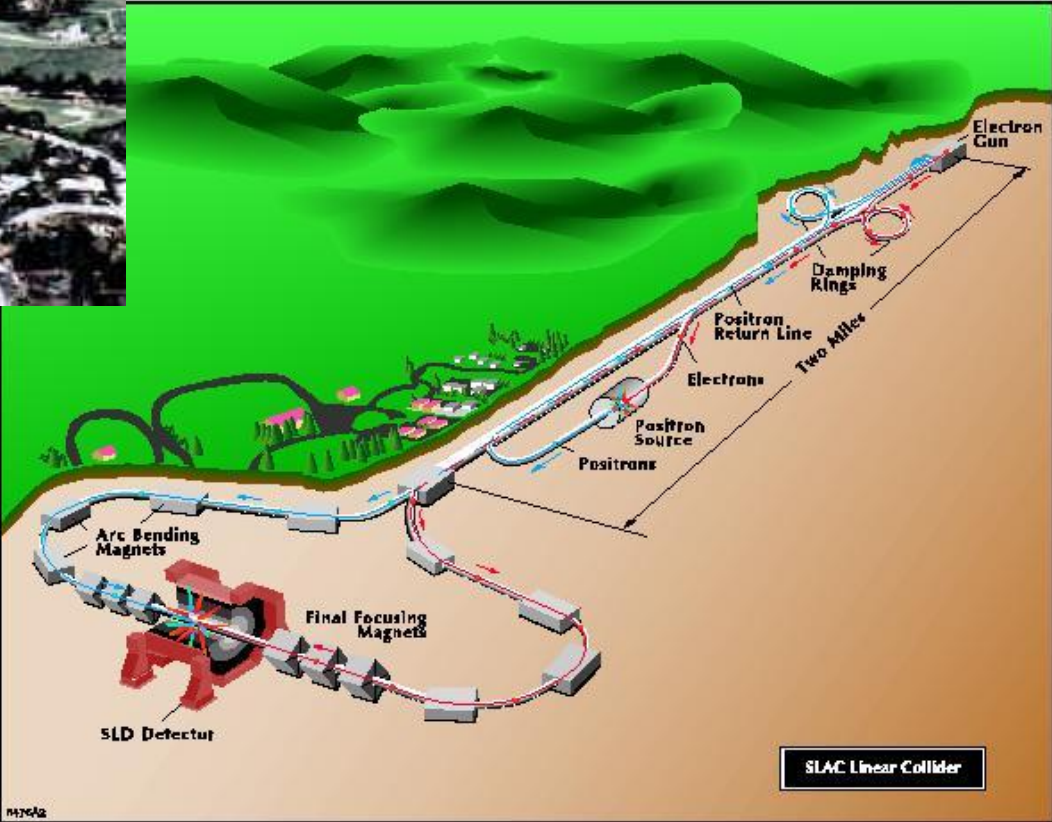 Electron
Gun
Damping
Rings
Positron
Return Line
Two Miles
Electrons
Positron
Source
Positrons
Arc Bending
Magnets
Final Focusing
Magnets
SLD Detector
SLAC Linear Collider